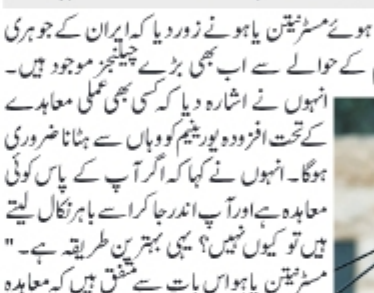 ہوئے مسٹر نیتن یاہو نے زور دیا کہ ایران کے جوہری
کے حوالے سے اب بھی بڑے چیلنجز موجود ہیں۔
انہوں نے اشارہ دیا کہ کسی بھی عملی معاہدے
کے تحت افزودہ یورینیم کو وہاں سے ہٹانا ضروری
ہوگا۔ انہوں نے کہا کہ اگر آپ کے پاس کوئی
معاہدہ ہے اور آپ اندر جا کر اسے باہر نکال لیتے
ہیں تو کیوں نہیں؟ یہی بہترین طریقہ ہے۔"
مسٹر نیتن یاہو اس بات سے متفق ہیں کہ معاہدہ